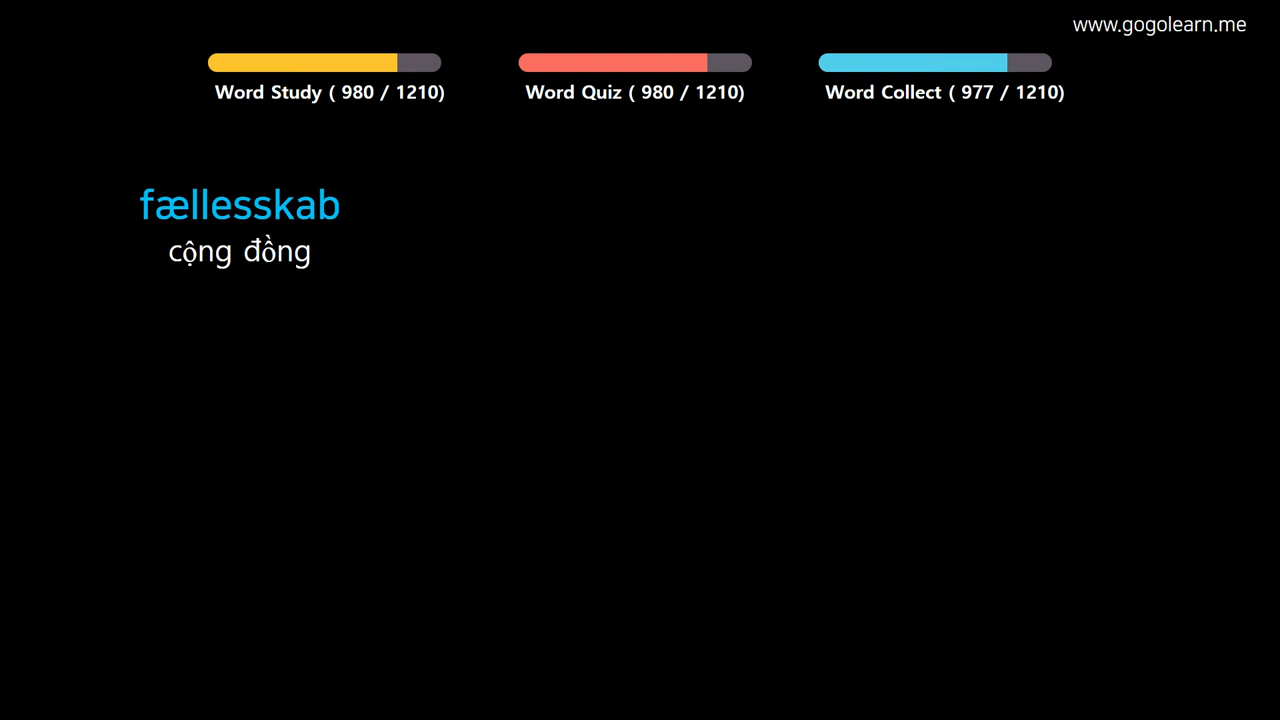 www.gogolearn.me
Word Study ( 980 / 1210)
Word Quiz ( 980 / 1210)
Word Collect ( 977 / 1210)
fællesskab
cộng đồng